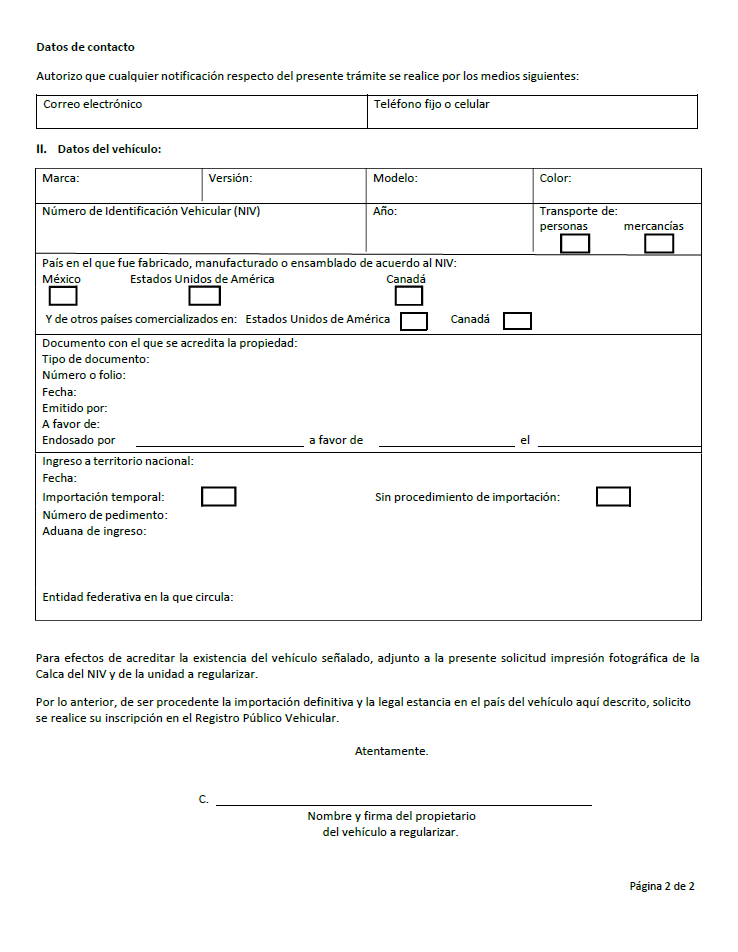 Datos de contacto
Autorizo que cualquier notificación respecto del presente trámite se realice por los medios siguientes:
Correo electrónico Teléfono fijo o celular
II. Datos del vehículo:
Marca: Versión: Modelo: Color:
Número de Identificación Vehicular (NIV) Año: Transporte de:
personas mercancías
País en el que fue fabricado, manufacturado o ensamblado de acuerdo al NIV:
México Estados Unidos de América Canadá
Y de otros países comercializados en: Estados Unidos de América Canadá
Documento con el que se acredita la propiedad:
Tipo de documento:
Número o folio:
Fecha:
Emitido por:
A favor de:
Endosado por a favor de el
Ingreso a territorio nacional:
Fecha:
Importación temporal: Sin procedimiento de importación:
Número de pedimento:
Aduana de ingreso:
Entidad federativa en la que circula:
Para efectos de acreditar la existencia del vehículo señalado, adjunto a la presente solicitud impresión fotográfica de la
Calca del NIV y de la unidad a regularizar.
Por lo anterior, de ser procedente la importación definitiva y la legal estancia en el país del vehículo aquí descrito, solicito
se realice su inscripción en el Registro Público Vehicular.
Atentamente.
C.
Nombre y firma del propietario
del vehículo a regularizar.
Página 2 de 2